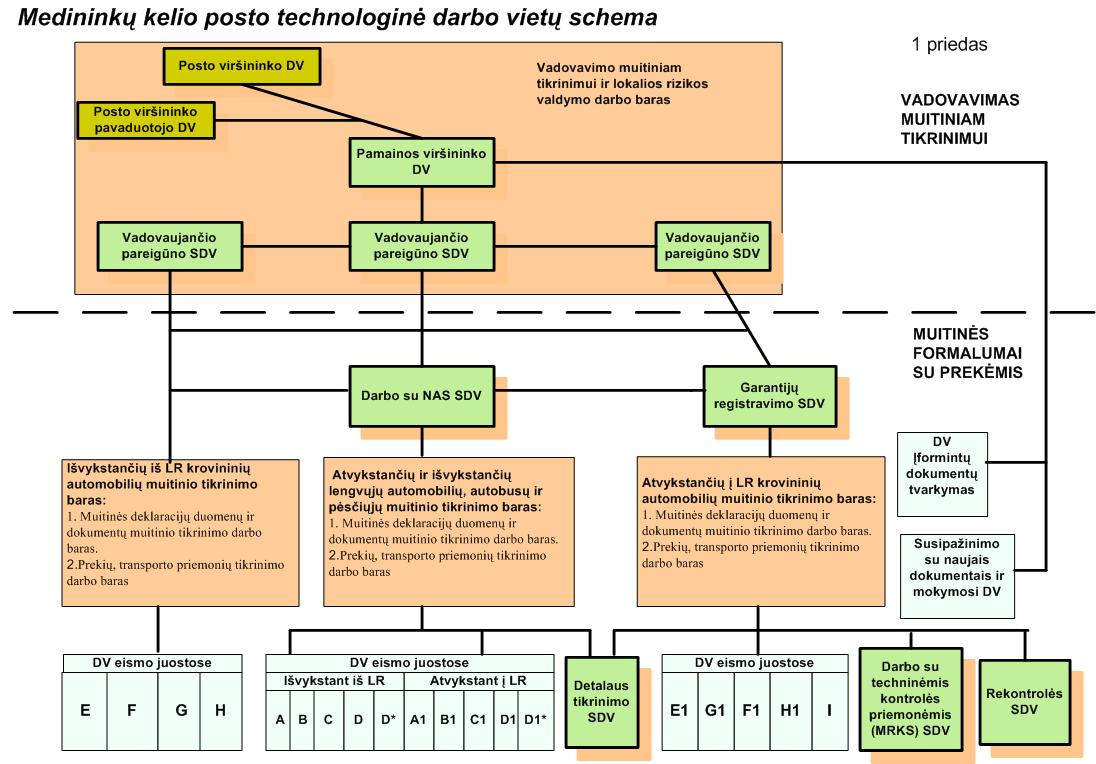 Medininkų kelio posto technologinė darbo vietų schema
1 priedas
Posto viršininko DV
Vadovavimo muitiniam
tikrinimui ir lokalios rizikos
valdymo darbo baras
Posto viršininko
pavaduotojo DV
VADOVAVIMAS
MUITINIAM
TIKRINIMUI
Pamainos viršininko
DV
Vadovaujančio
pareigūno SDV
Vadovaujančio
pareigūno SDV
Vadovaujančio
pareigūno SDV
MUITINĖS
FORMALUMAI
SU PREKĖMIS
Darbo su NAS SDV
Garantijų
registravimo SDV
DV
Įformintų
dokumentų
tvarkymas
Susipažinimo
su naujais
dokumentais ir
mokymosi DV
Išvykstančių iš LR krovininių
automobilių muitinio tikrinimo
baras:
1. Muitinės deklaracijų duomenų ir
dokumentų muitinio tikrinimo darbo
baras.
2.Prekių, transporto priemonių tikrinimo
darbo baras
Atvykstančių ir išvykstančių
lengvųjų automobilių, autobusų ir
pėsčiųjų muitinio tikrinimo baras:
1. Muitinės deklaracijų duomenų ir
dokumentų muitinio tikrinimo darbo baras.
2.Prekių, transporto priemonių tikrinimo
darbo baras
Atvykstančių į LR krovininių
automobilių muitinio tikrinimo baras:
1. Muitinės deklaracijų duomenų ir
dokumentų muitinio tikrinimo darbo baras.
2.Prekių, transporto priemonių tikrinimo
darbo baras
DV eismo juostose
E F G H
DV eismo juostose
Išvykstant iš LR Atvykstant į LR
A B C D D* A1 B1 C1 D1 D1*
Detalaus
tikrinimo
SDV
DV eismo juostose
E1 G1 F1 H1 I
Darbo su
techninėmis
kontrolės
priemonėmis
(MRKS) SDV
Rekontrolės
SDV